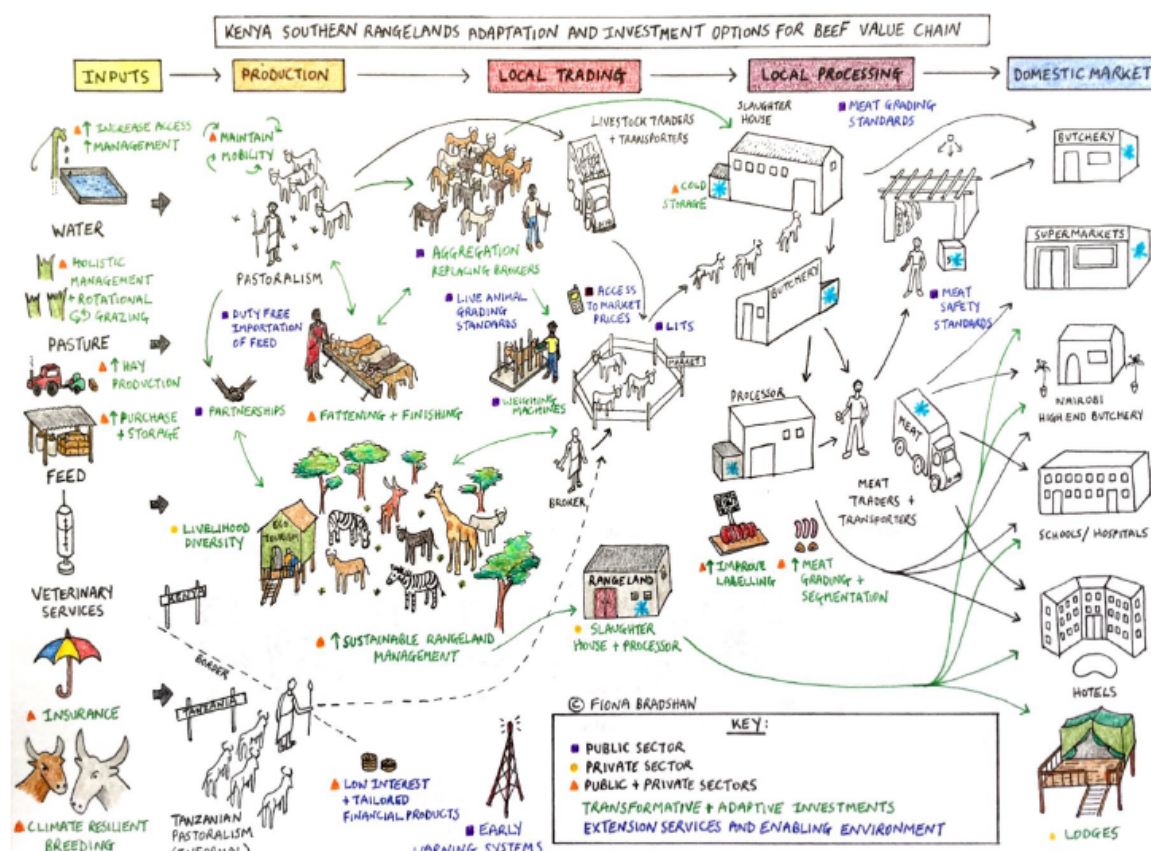 KENYA SOUTHERN RANGELANDS ADAPTATION AND INVESTMENT OPTIONS FOR BEEF VALUE CHAIN
INPUTS
PRODUCTION
LOCAL TRADING
LOCAL PROCESSING
DOMESTIC MARKET
↑ INCREASE ACCESS
↑ MANAGEMENT
WATER
HOLISTIC
MANAGEMENT
+ ROTATIONAL
GRAZING
PASTURE
↑ HAY
PRODUCTION
↑ PURCHASE
+ STORAGE
FEED
VETERINARY
SERVICES
INSURANCE
CLIMATE RESILIENT
BREEDING
MAINTAIN
MOBILITY
PASTORALISM
DUTY FREE
IMPORTATION
OF FEED
PARTNERSHIPS
FATTENING + FINISHING
LIVELIHOOD
DIVERSITY
ECO
TOURISM
↑ SUSTAINABLE RANGELAND
MANAGEMENT
KENYA
BORDER
TANZANIA
TANZANIAN
PASTORALISM
(INFORMAL)
LOW INTEREST
+ TAILORED
FINANCIAL PRODUCTS
EARLY
WARNING SYSTEMS
LIVESTOCK TRADERS
+ TRANSPORTERS
AGGREGATION
REPLACING BROKERS
LIVE ANIMAL
GRADING
STANDARDS
ACCESS
TO MARKET
PRICES
LITS
MARKET
WEIGHING
MACHINES
BROKER
RANGELAND
SLAUGHTER
HOUSE + PROCESSOR
SLAUGHTER
HOUSE
MEAT GRADING
STANDARDS
COLD
STORAGE
BUTCHERY
MEAT
SAFETY
STANDARDS
PROCESSOR
MEAT
MEAT
TRADERS +
TRANSPORTERS
↑ IMPROVE
LABELLING
↑ MEAT
GRADING +
SEGMENTATION
BUTCHERY
SUPERMARKETS
NAIROBI
HIGH END BUTCHERY
SCHOOLS/ HOSPITALS
HOTELS
LODGES
© FIONA BRADSHAW
KEY:
PUBLIC SECTOR
PRIVATE SECTOR
PUBLIC + PRIVATE SECTORS
TRANSFORMATIVE + ADAPTIVE INVESTMENTS
EXTENSION SERVICES AND ENABLING ENVIRONMENT